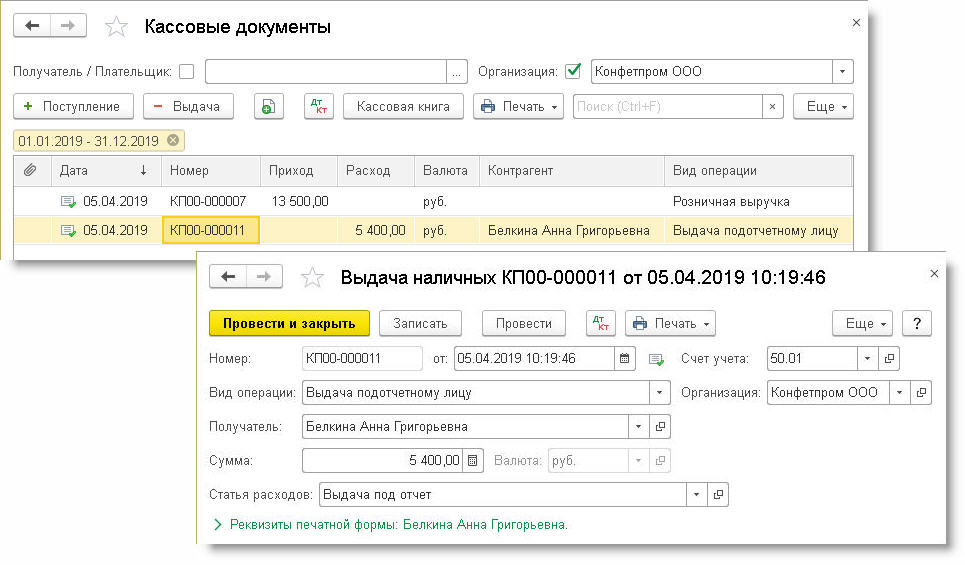 Кассовые документы
Получатель / Плательщик: ... Организация: Конфетпром ООО
+ Поступление − Выдача Дт Кт Кассовая книга Печать Поиск (Ctrl+F) × Еще
01.01.2019 - 31.12.2019
Дата ↓ Номер Приход Расход Валюта Контрагент Вид операции
05.04.2019 КП00-000007 13 500,00 руб. Розничная выручка
05.04.2019 КП00-000011 5 400,00 руб. Белкина Анна Григорьевна Выдача подотчетному лицу
Выдача наличных КП00-000011 от 05.04.2019 10:19:46
Провести и закрыть Записать Провести Дт Кт Печать Еще ?
Номер: КП00-000011 от: 05.04.2019 10:19:46 Счет учета: 50.01
Вид операции: Выдача подотчетному лицу Организация: Конфетпром ООО
Получатель: Белкина Анна Григорьевна
Сумма: 5 400,00 Валюта: руб.
Статья расходов: Выдача под отчет
Реквизиты печатной формы: Белкина Анна Григорьевна.